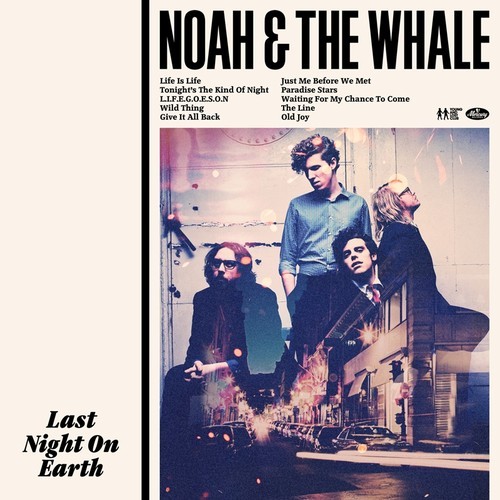 NOAH & THE WHALE
Life Is Life
Tonight's The Kind Of Night
L.I.F.E.G.O.E.S.O.N
Wild Thing
Give It All Back
Just Me Before We Met
Paradise Stars
Waiting For My Chance To Come
The Line
Old Joy
Mercury
Last
Night On
Earth